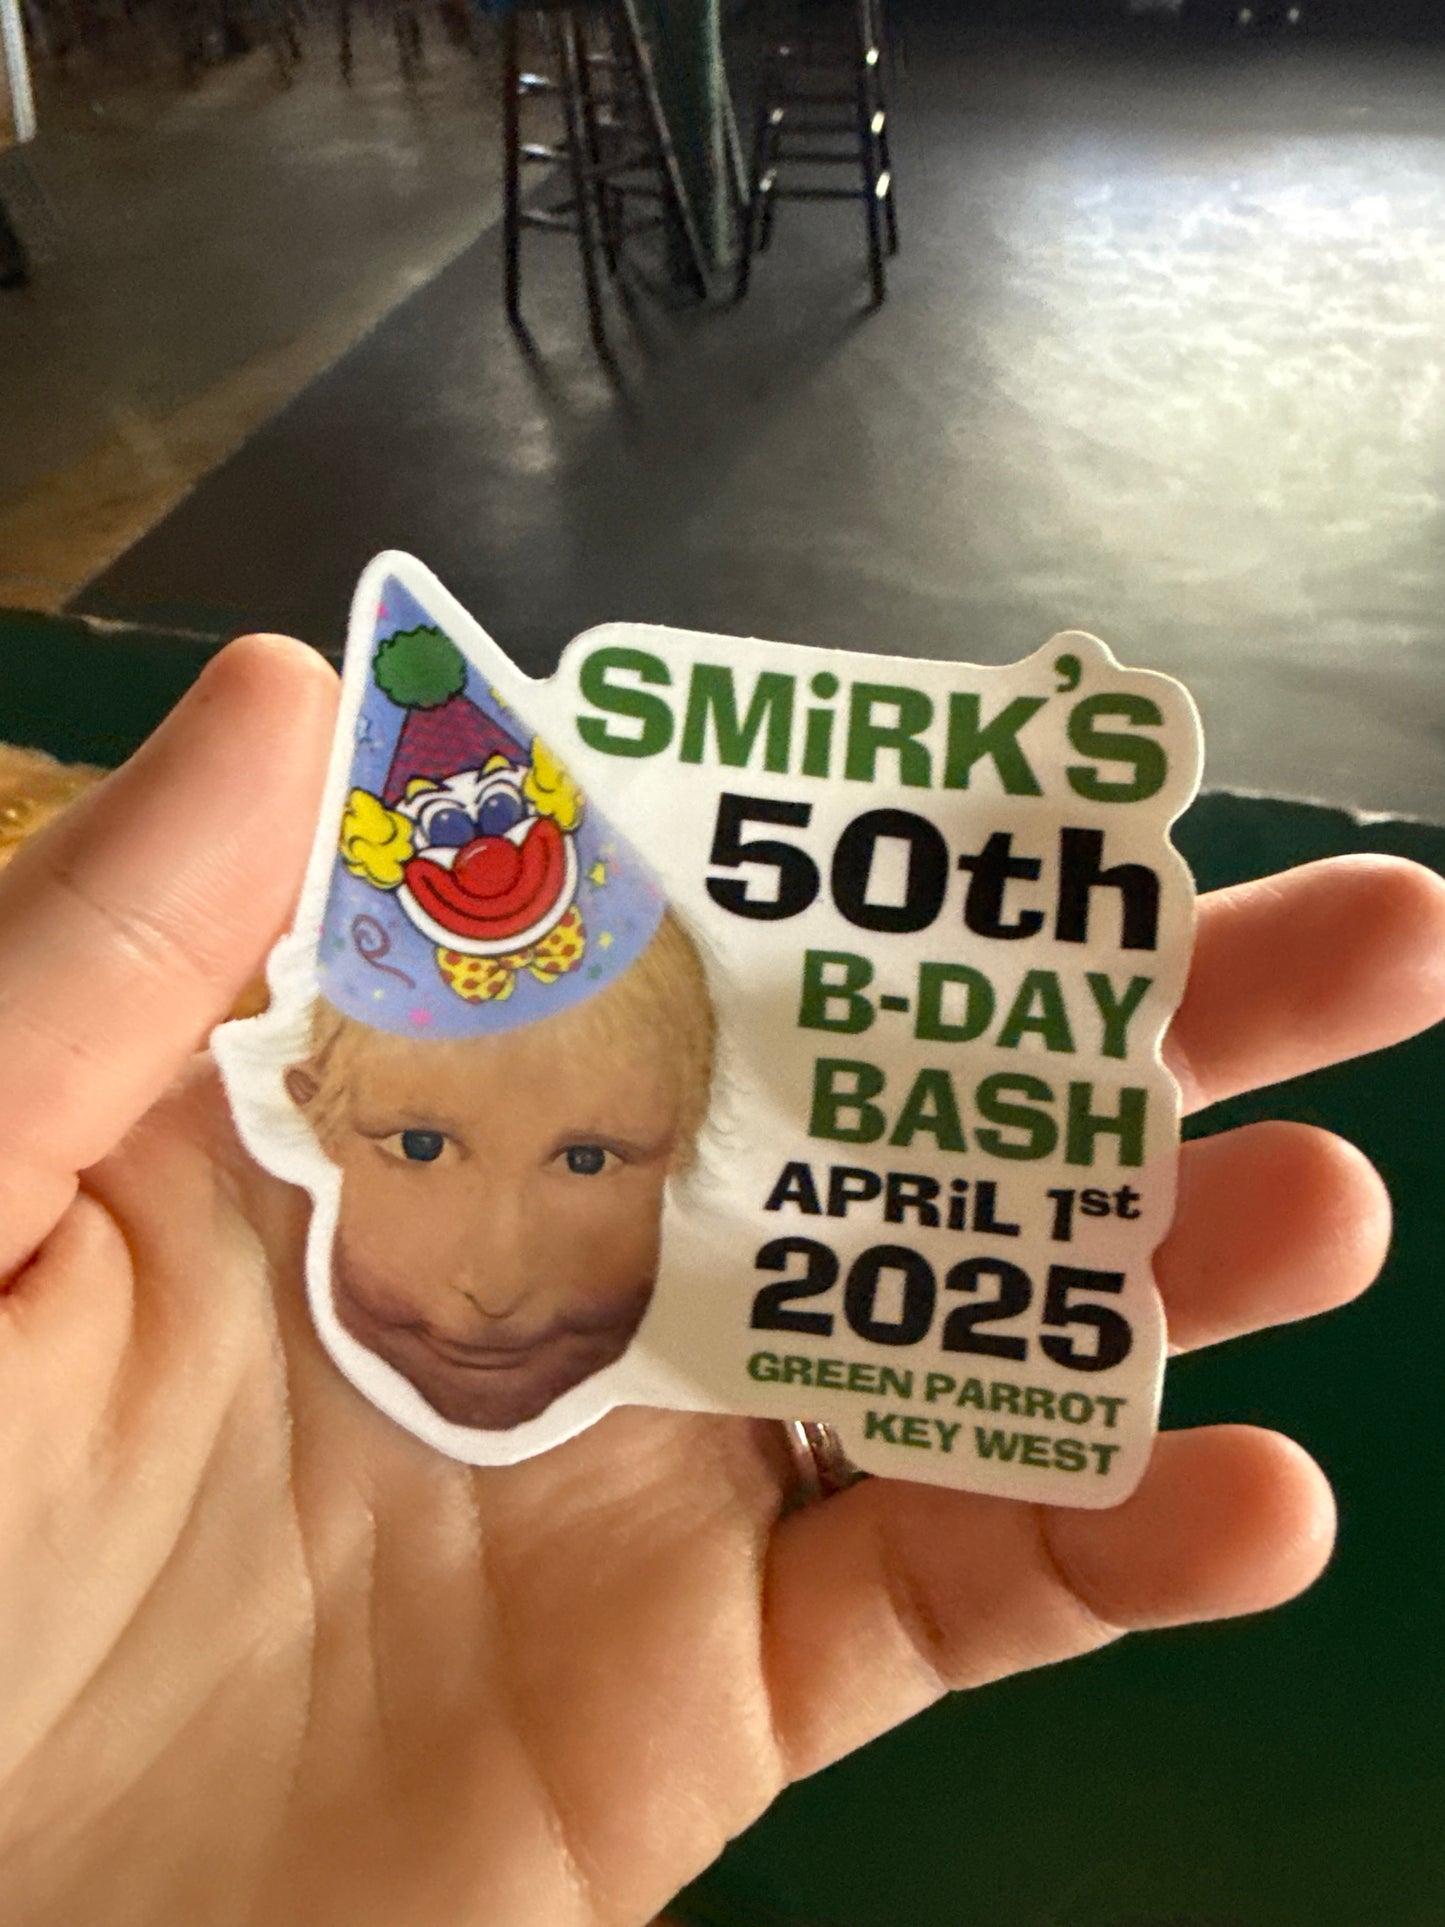 SMiRK'S
50th
B-DAY
BASH
APRiL 1st
2025
GREEN PARROT
KEY WEST